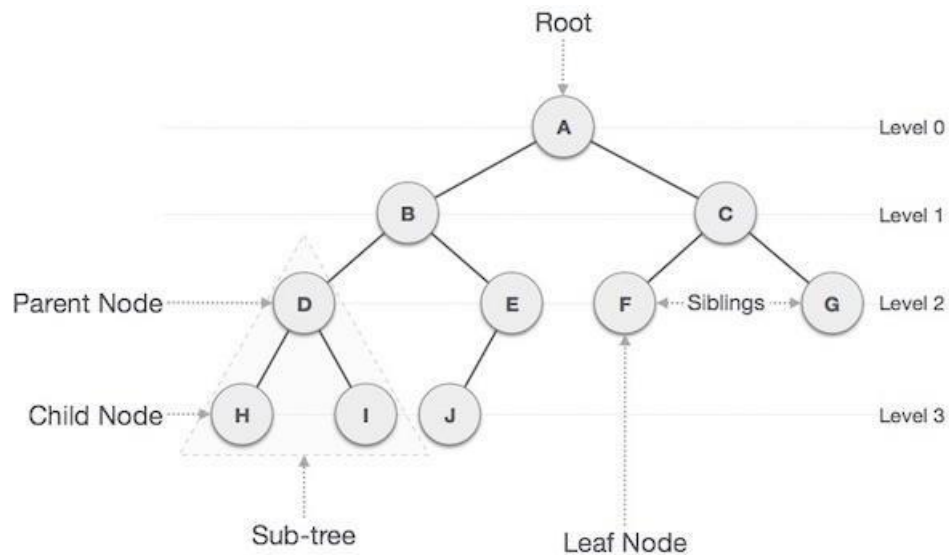 Root
A
Level 0
B
C
Level 1
Parent Node
D
E
F
Siblings
G
Level 2
Child Node
H
I
J
Level 3
Sub-tree
Leaf Node